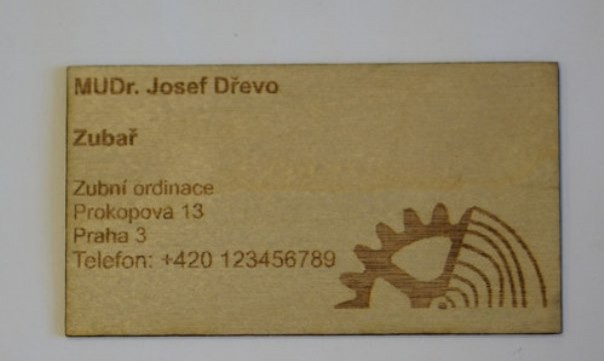 MUDr. Josef Dřevo
Zubař
Zubní ordinace
Prokopova 13
Praha 3
Telefon: +420 123456789